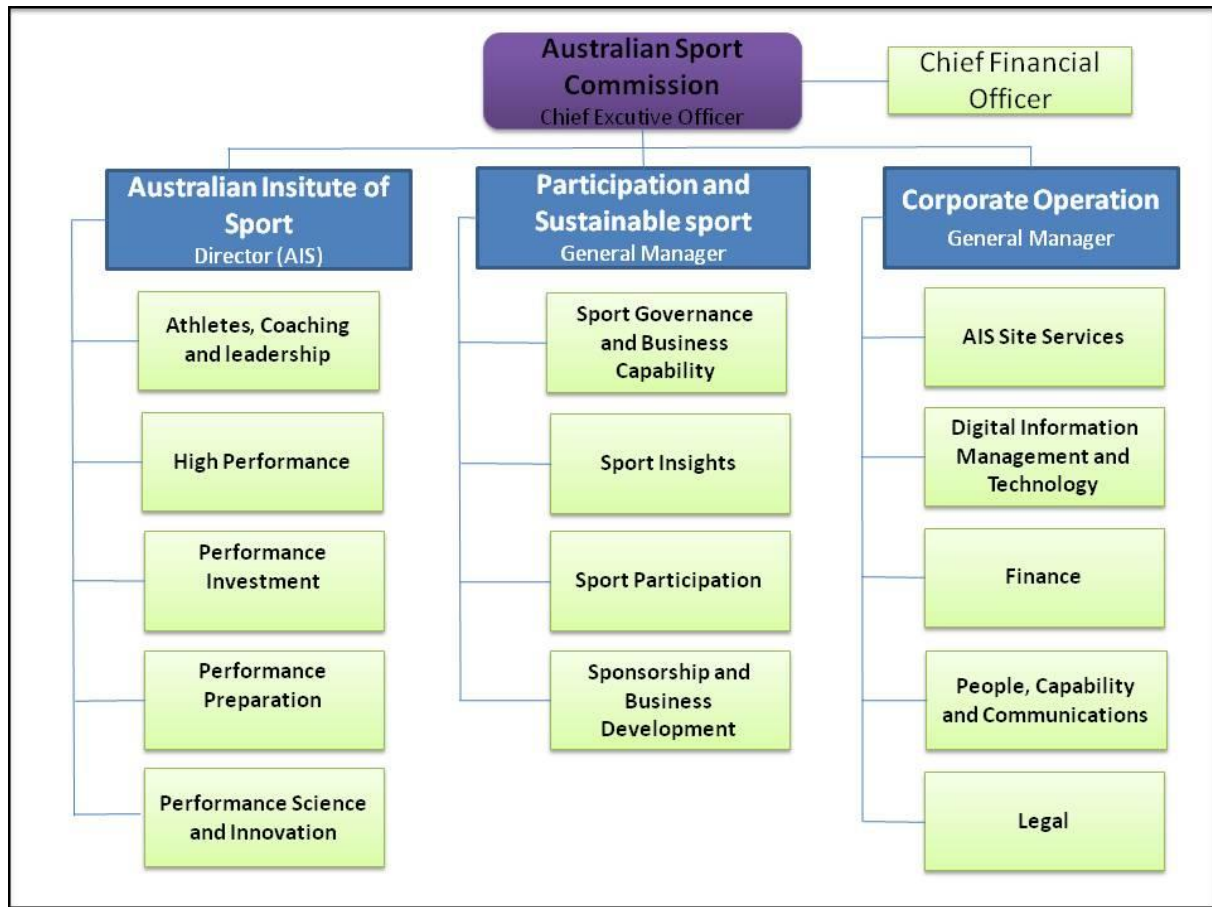 Australian Sport
Commission
Chief Excutive Officer
Chief Financial
Officer
Australian Insitute of
Sport
Director (AIS)
Athletes, Coaching
and leadership
High Performance
Performance
Investment
Performance
Preparation
Performance Science
and Innovation
Participation and
Sustainable sport
General Manager
Sport Governance
and Business
Capability
Sport Insights
Sport Participation
Sponsorship and
Business
Development
Corporate Operation
General Manager
AIS Site Services
Digital Information
Management and
Technology
Finance
People, Capability
and Communications
Legal